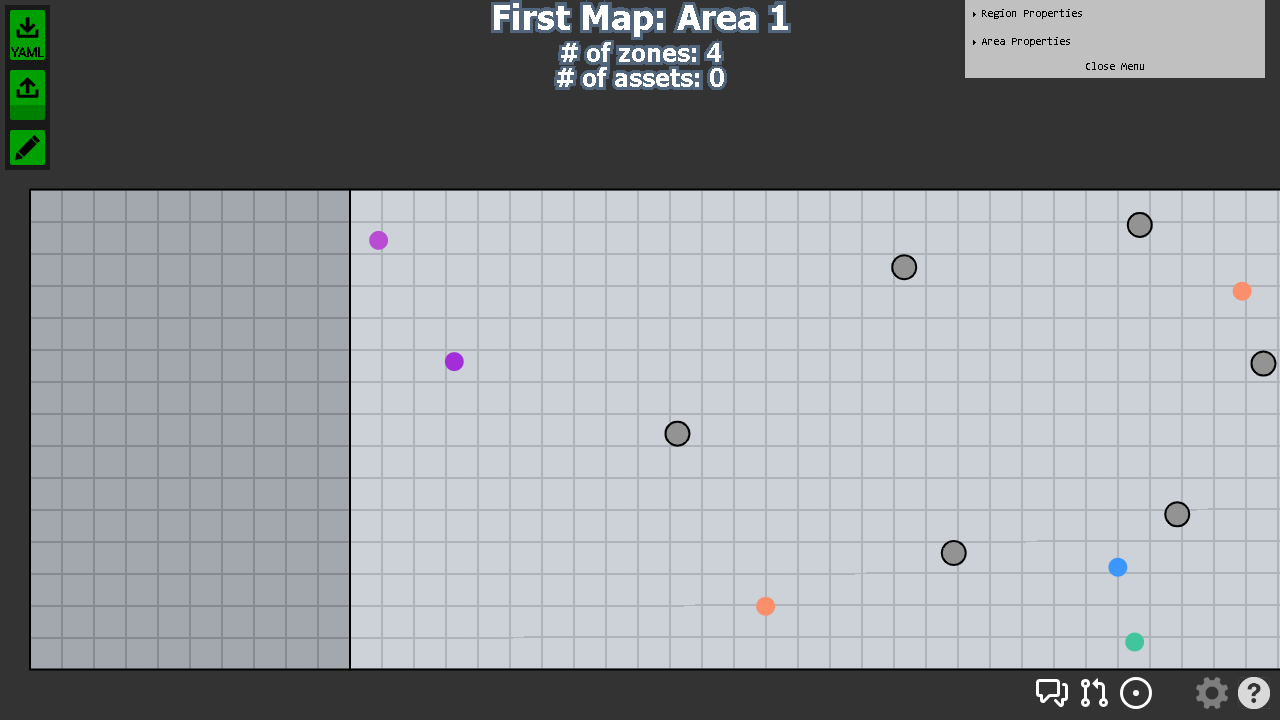 First Map: Area 1
# of zones: 4
# of assets: 0
YAML
Region Properties
Area Properties
Close Menu
?